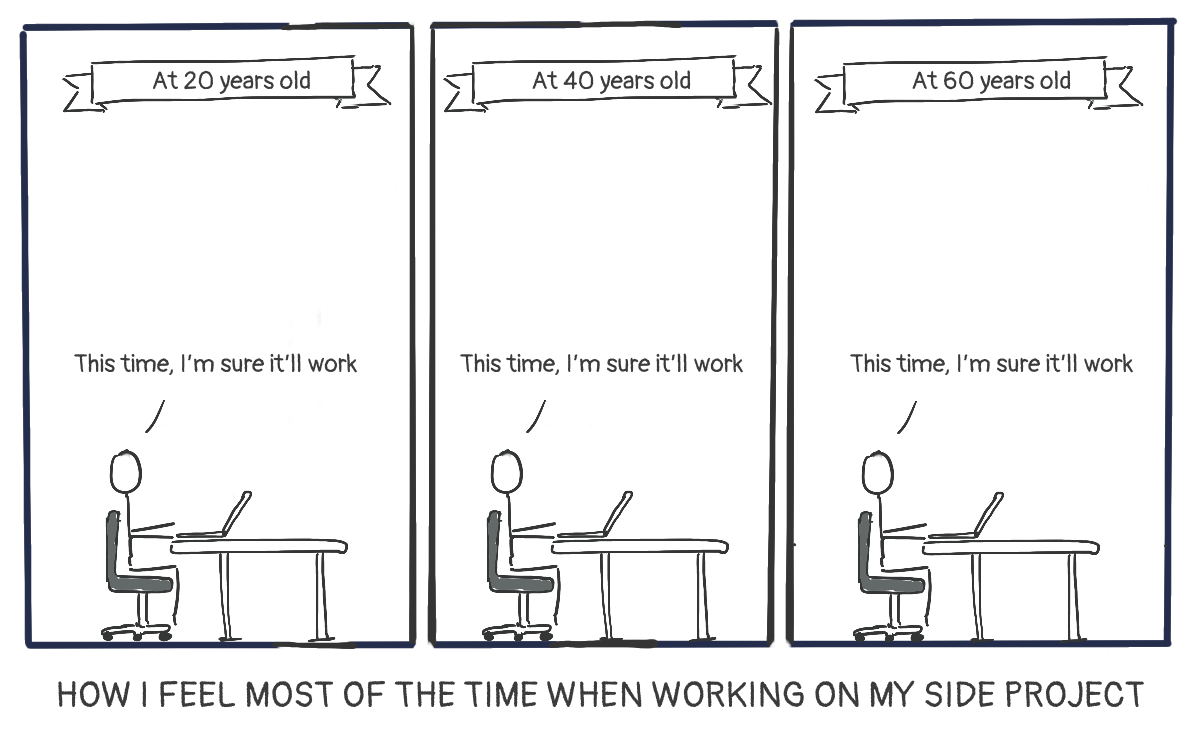 At 20 years old
This time, I'm sure it'll work
At 40 years old
This time, I'm sure it'll work
At 60 years old
This time, I'm sure it'll work
HOW I FEEL MOST OF THE TIME WHEN WORKING ON MY SIDE PROJECT